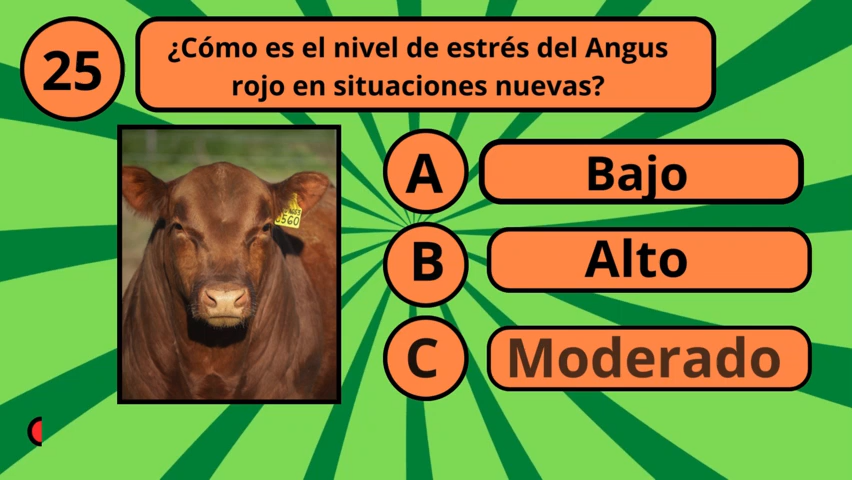 25
¿Cómo es el nivel de estrés del Angus
rojo en situaciones nuevas?
A
Bajo
B
Alto
C
Moderado